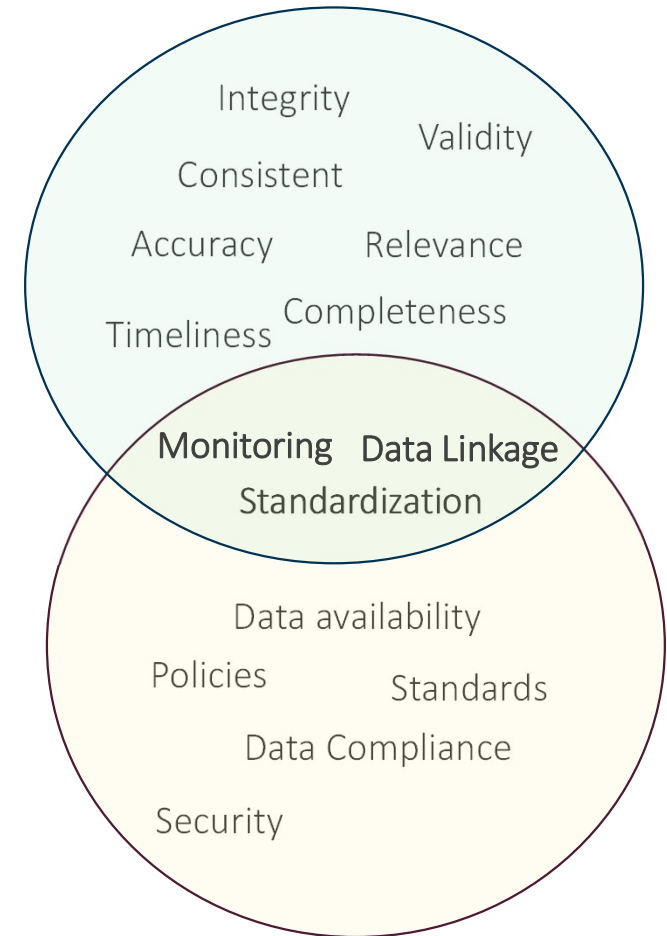 Integrity
Validity
Consistent
Accuracy
Relevance
Completeness
Timeliness
Monitoring
Data Linkage
Standardization
Data availability
Policies
Standards
Data Compliance
Security